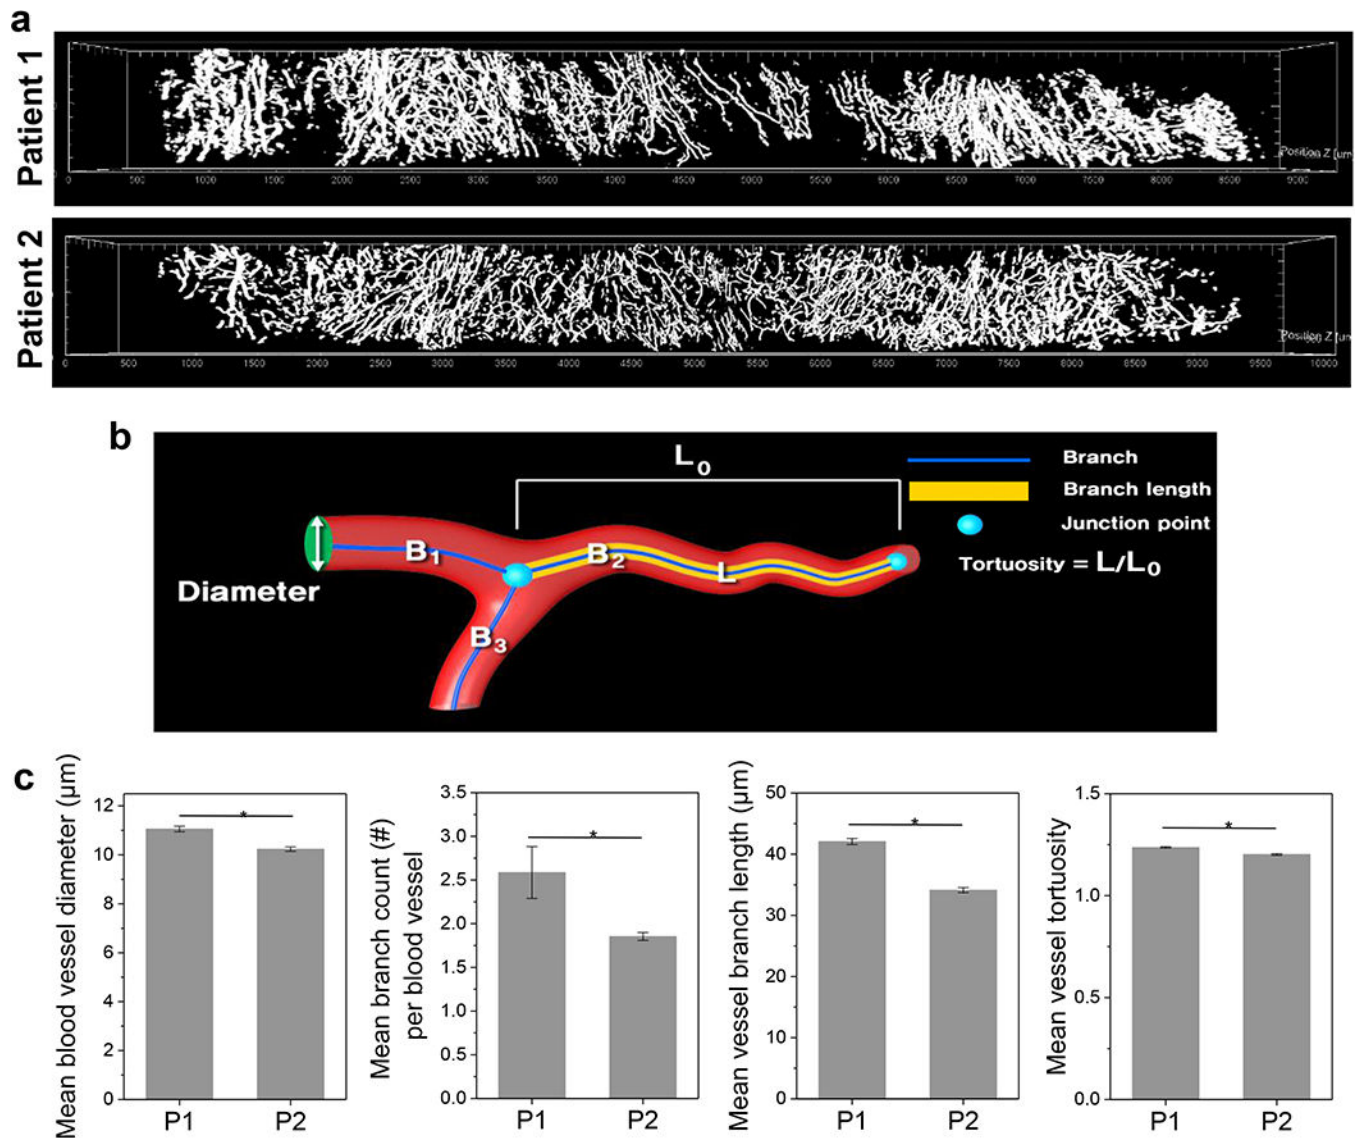 a
Patient 1
Position Z [µm
0 500 1000 1500 2000 2500 3000 3500 4000 4500 5000 5500 6000 6500 7000 7500 8000 8500 9000
Patient 2
Position Z [µm
0 500 1000 1500 2000 2500 3000 3500 4000 4500 5000 5500 6000 6500 7000 7500 8000 8500 9000 9500 10000
b
L0
Branch
Branch length
Junction point
Tortuosity = L/L0
B1
B2
L
B3
Diameter
c
Mean blood vessel diameter (µm)
12
10
8
6
4
2
0
*
P1 P2
Mean branch count (#)
per blood vessel
3.5
3.0
2.5
2.0
1.5
1.0
0.5
0.0
*
P1 P2
Mean vessel branch length (µm)
50
40
30
20
10
0
*
P1 P2
Mean vessel tortuosity
1.5
1.0
0.5
0.0
*
P1 P2